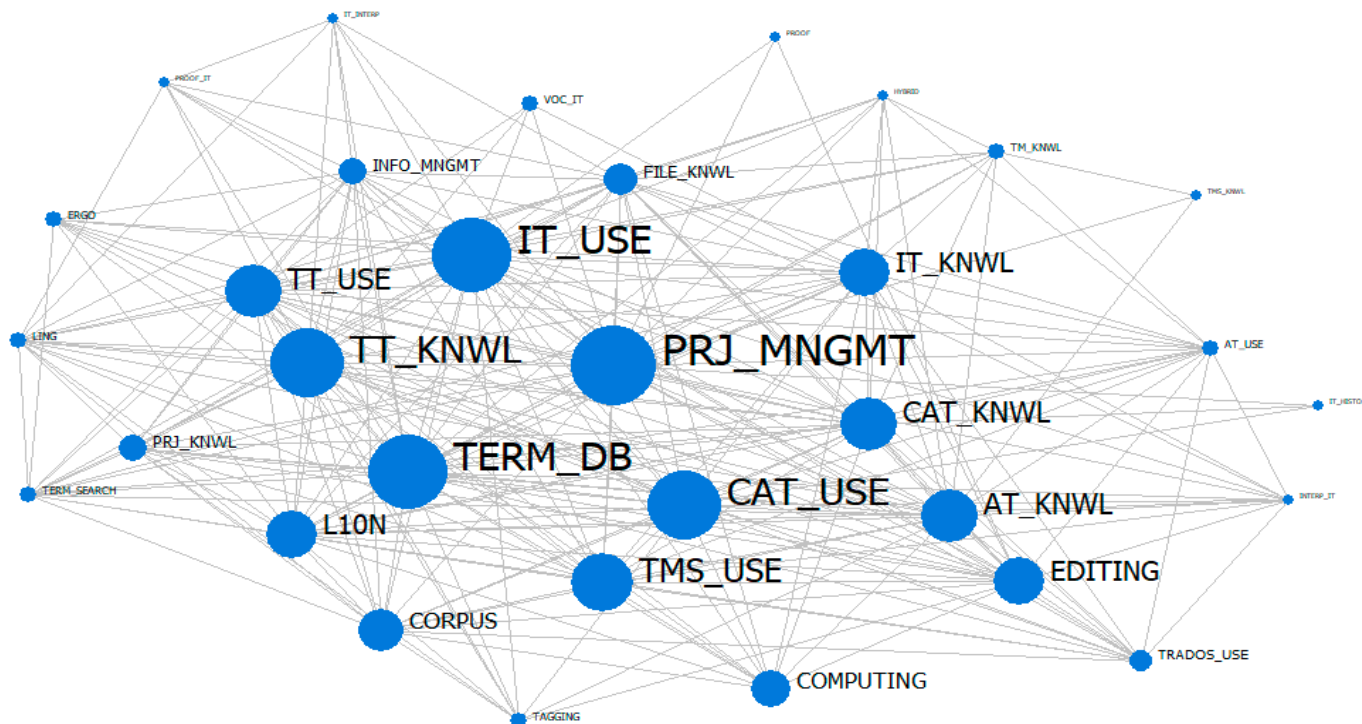 IT_INTERP
PROOF
PROOF_IT
HYBRID
VOC_IT
TM_KNWL
INFO_MNGMT
FILE_KNWL
TMS_KNWL
ERGO
IT_USE
IT_KNWL
TT_USE
LING
TT_KNWL
PRJ_MNGMT
AT_USE
IT_HISTO
CAT_KNWL
PRJ_KNWL
TERM_DB
TERM_SEARCH
CAT_USE
INTERP_IT
AT_KNWL
L10N
TMS_USE
EDITING
CORPUS
TRADOS_USE
COMPUTING
TAGGING